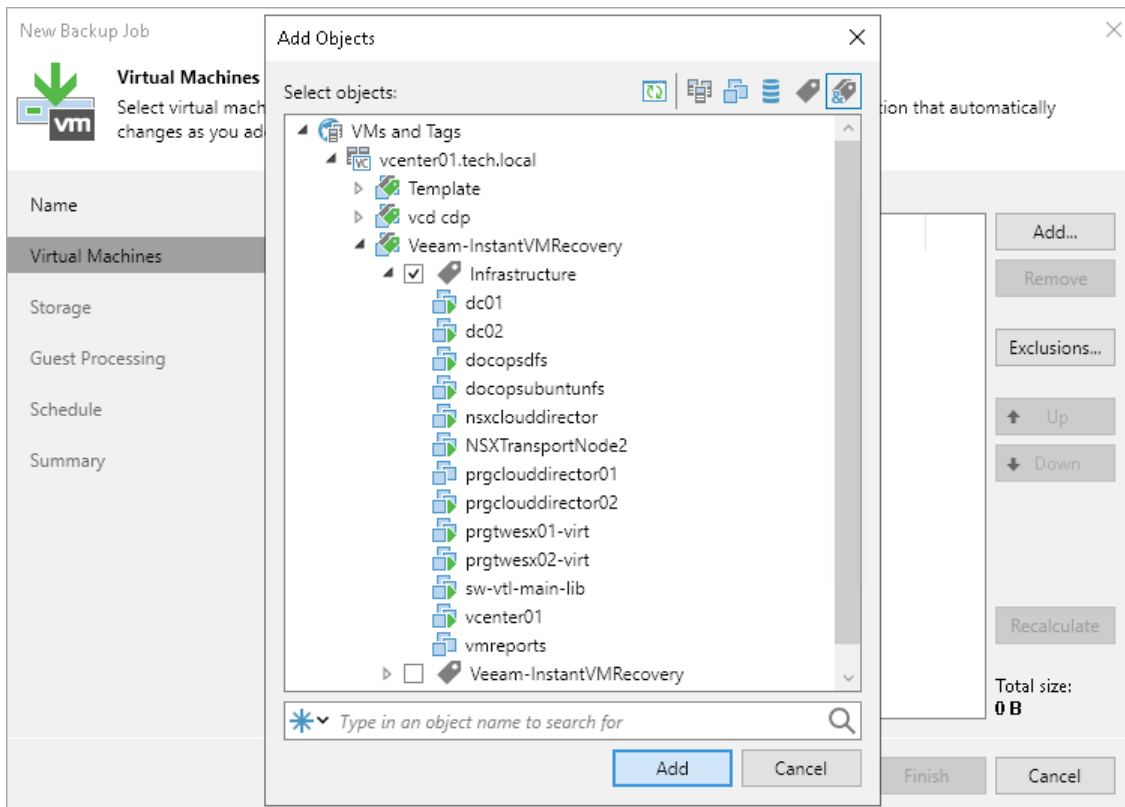 New Backup Job
Virtual Machines
Select virtual mach
changes as you ad
tion that automatically
Name
Virtual Machines
Storage
Guest Processing
Schedule
Summary
Add Objects
Select objects:
VMs and Tags
vcenter01.tech.local
Template
vcd cdp
Veeam-InstantVMRecovery
Infrastructure
dc01
dc02
docopsdfs
docopsubuntunfs
nsxclouddirector
NSXTransportNode2
prgclouddirector01
prgclouddirector02
prgtwesx01-virt
prgtwesx02-virt
sw-vtl-main-lib
vcenter01
vmreports
Veeam-InstantVMRecovery
Type in an object name to search for
Add
Cancel
Add...
Remove
Exclusions...
Up
Down
Recalculate
Total size:
0 B
Finish
Cancel
vm
VC
&